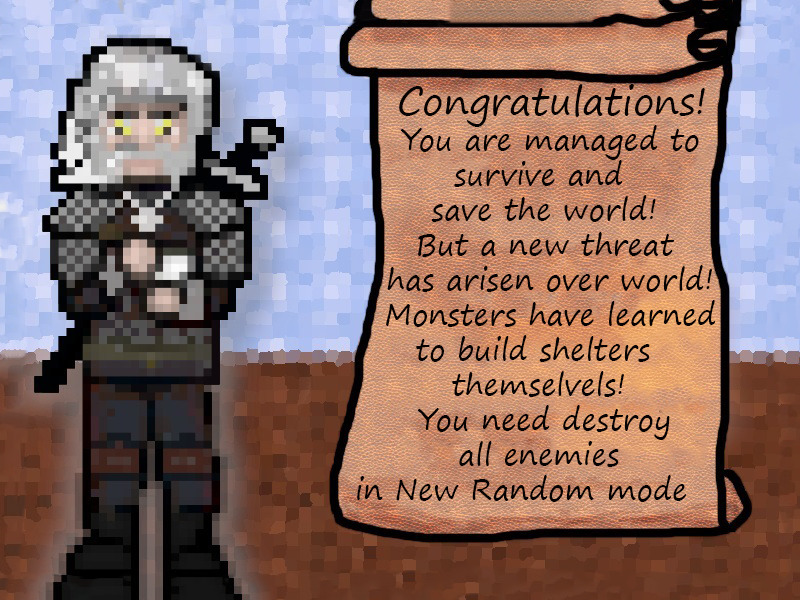 Congratulations!
You are managed to
survive and
save the world!
But a new threat
has arisen over world!
Monsters have learned
to build shelters
themselvels!
You need destroy
all enemies
in New Random mode